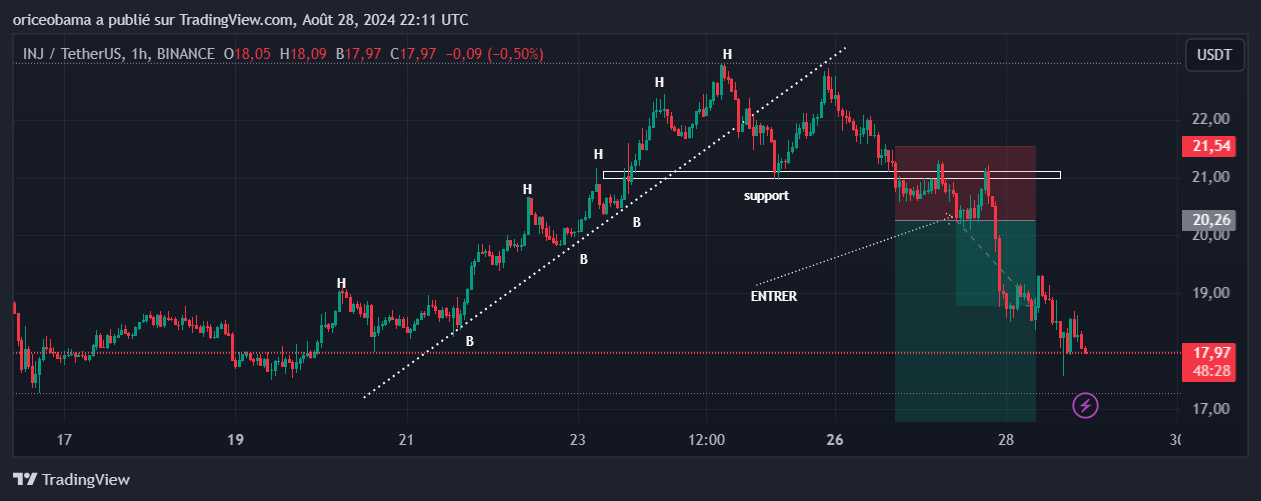 oriceobama a publié sur TradingView.com, Août 28, 2024 22:11 UTC
INJ / TetherUS, 1h, BINANCE O18,05 H18,09 B17,97 C17,97 −0,09 (−0,50%)
USDT
H
H
H
H
H
support
B
B
B
ENTRER
22,00
21,54
21,00
20,26
20,00
19,00
17,97
48:28
17,00
17 19 21 23 12:00 26 28
TradingView